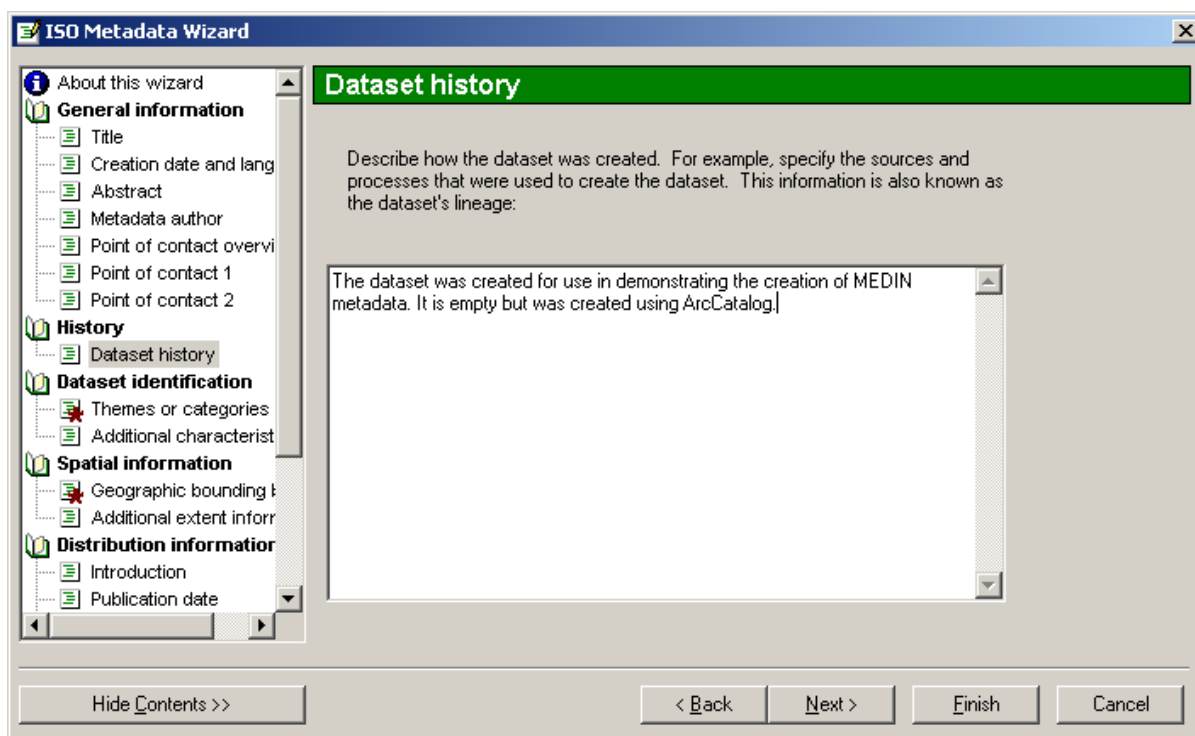 ISO Metadata Wizard
About this wizard
General information
Title
Creation date and lang
Abstract
Metadata author
Point of contact overvi
Point of contact 1
Point of contact 2
History
Dataset history
Dataset identification
Themes or categories
Additional characterist
Spatial information
Geographic bounding b
Additional extent inforr
Distribution information
Introduction
Publication date
Dataset history
Describe how the dataset was created.  For example, specify the sources and
processes that were used to create the dataset.  This information is also known as
the dataset's lineage:
The dataset was created for use in demonstrating the creation of MEDIN
metadata. It is empty but was created using ArcCatalog.
Hide Contents >>
< Back
Next >
Finish
Cancel